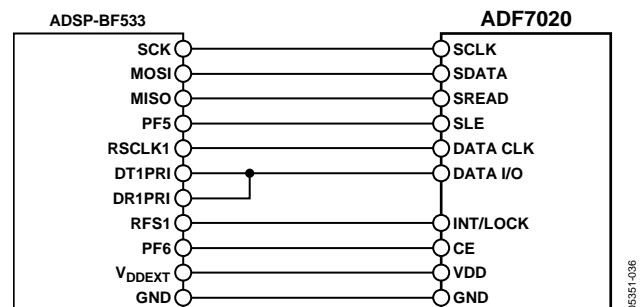 ADSP-BF533 ADF7020
SCK SCLK
MOSI SDATA
MISO SREAD
PF5 SLE
RSCLK1 DATA CLK
DT1PRI DATA I/O
DR1PRI
RFS1 INT/LOCK
PF6 CE
VDDEXT VDD
GND GND
05351-036